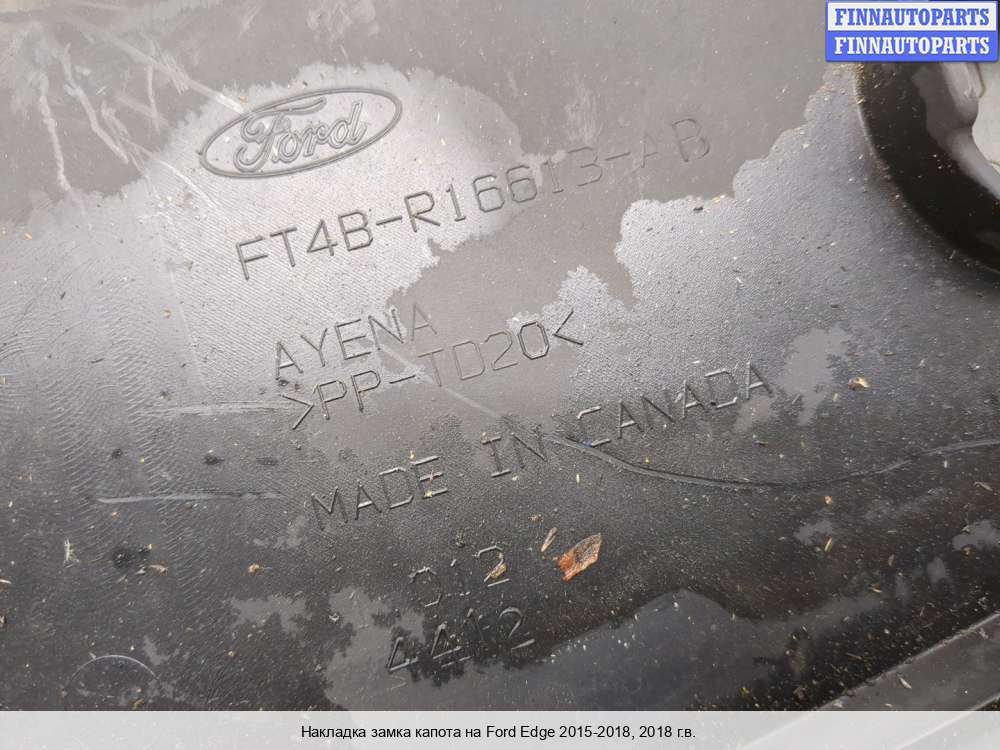 FINNAUTOPARTS
FINNAUTOPARTS
Ford
FT4B-R16613-AB
AYENA
>PP-TD20<
MADE IN CANADA
4412
Накладка замка капота на Ford Edge 2015-2018, 2018 г.в.